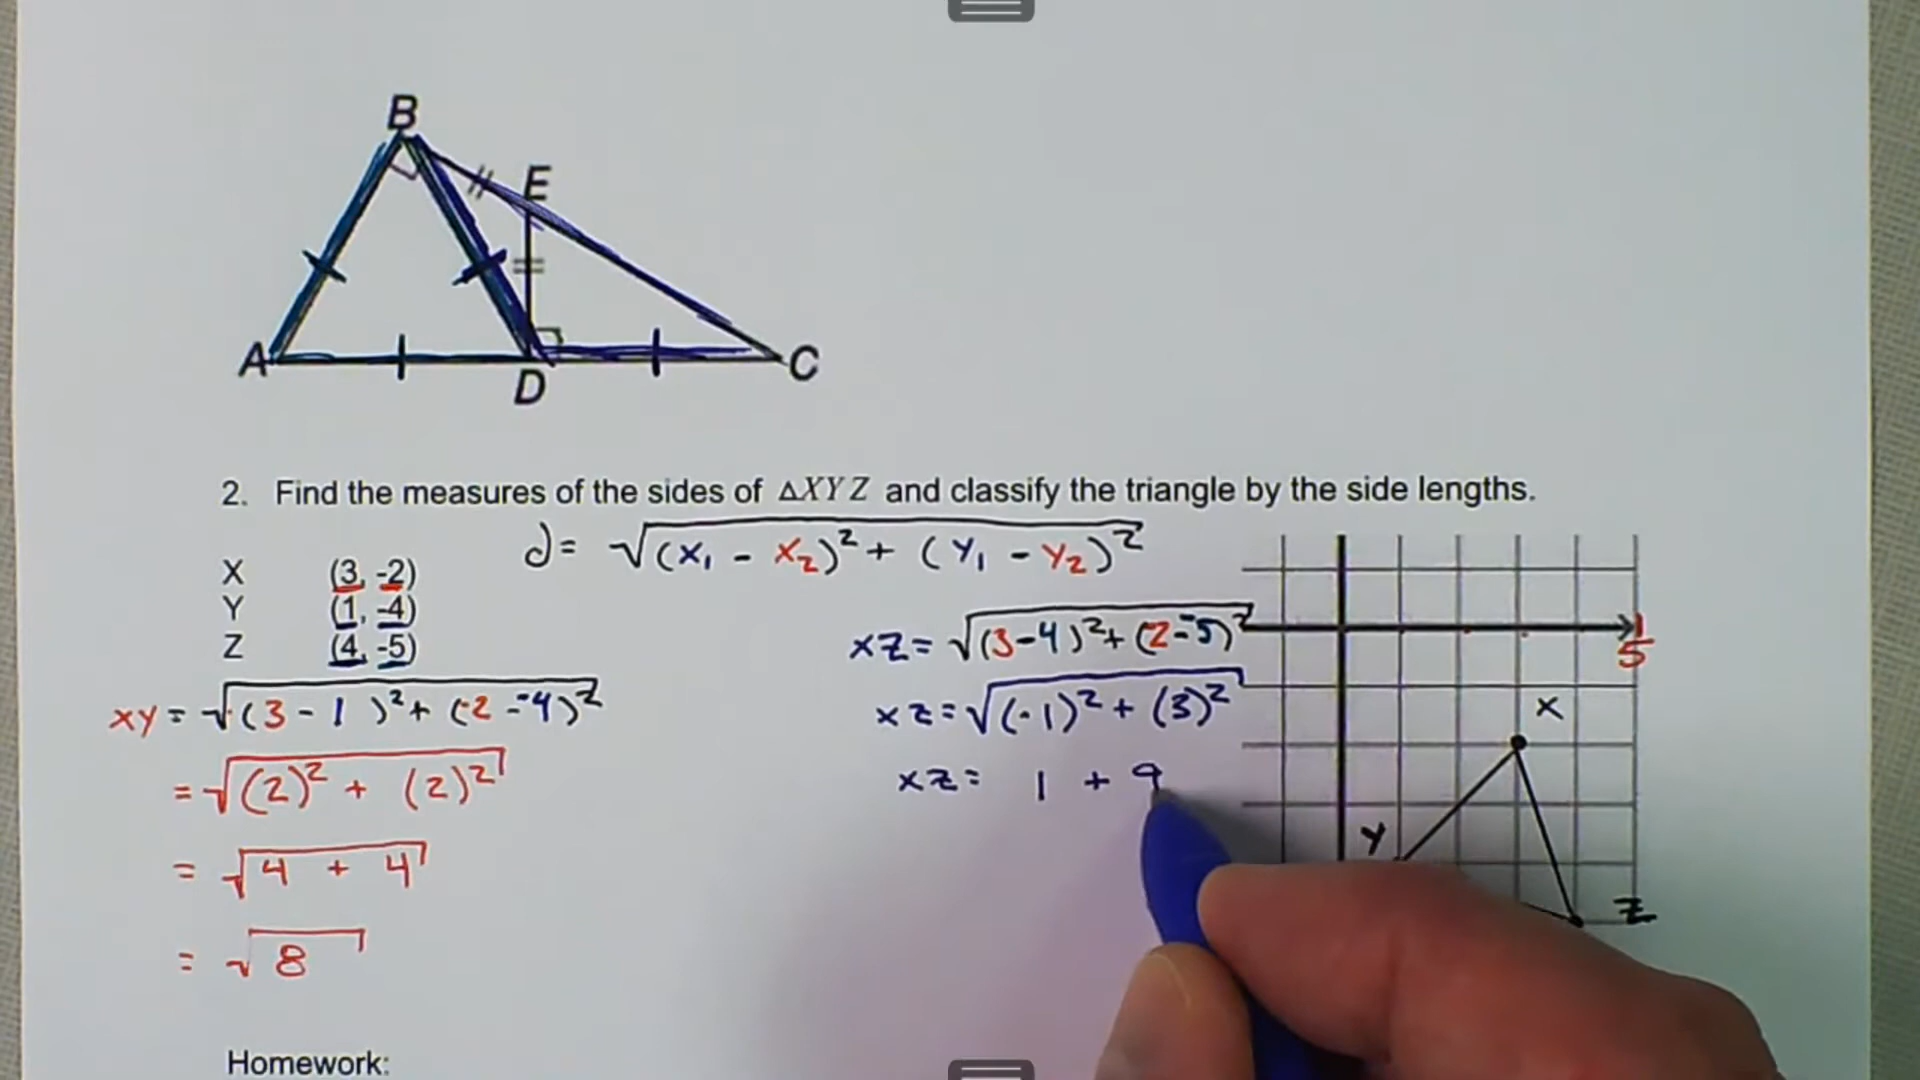 B
E
A
D
C
2. Find the measures of the sides of △XYZ and classify the triangle by the side lengths.
d = √(x₁ - x₂)² + (y₁ - y₂)²
X (3, -2)
Y (1, -4)
Z (4, -5)
XY = √(3 - 1)² + (-2 - -4)²
= √(2)² + (2)²
= √4 + 4
= √8
XZ = √(3-4)² + (-2 - -5)²
XZ = √(-1)² + (3)²
XZ = 1 + 9
1
5
X
Y
Z
Homework: